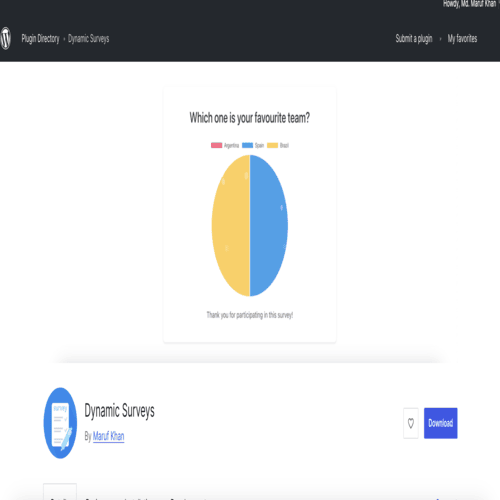 Howdy, Md. Maruf Khan
Plugin Directory › Dynamic Surveys
Submit a plugin
My favorites
Which one is your favourite team?
Argentina Spain Brazil
Thank you for participating in this survey!
Dynamic Surveys
By Maruf Khan
Download